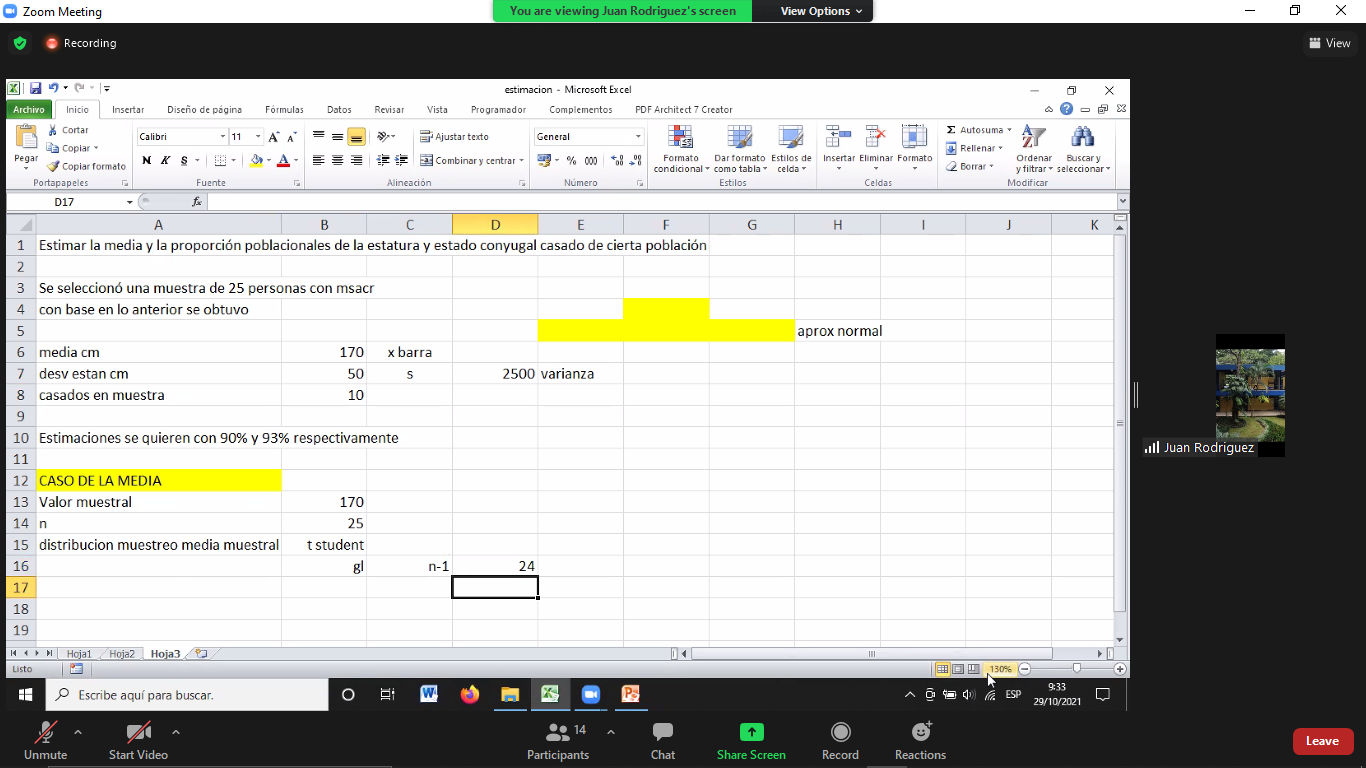 Zoom Meeting
You are viewing Juan Rodriguez's screen
View Options
Recording
View
estimacion - Microsoft Excel
Archivo Inicio Insertar Diseño de página Fórmulas Datos Revisar Vista Programador Complementos PDF Architect 7 Creator
Pegar
Cortar
Copiar
Copiar formato
Portapapeles
Calibri 11
N K S
Fuente
Ajustar texto
Combinar y centrar
Alineación
General
% 000
Número
Formato condicional
Dar formato como tabla
Estilos de celda
Estilos
Insertar Eliminar Formato
Celdas
Σ Autosuma
Rellenar
Borrar
Ordenar y filtrar
Buscar y seleccionar
Modificar
D17 fx
A B C D E F G H I J K
1 Estimar la media y la proporción poblacionales de la estatura y estado conyugal casado de cierta población
2
3 Se seleccionó una muestra de 25 personas con msacr
4 con base en lo anterior se obtuvo
5 aprox normal
6 media cm 170 x barra
7 desv estan cm 50 s 2500 varianza
8 casados en muestra 10
9
10 Estimaciones se quieren con 90% y 93% respectivamente
11
12 CASO DE LA MEDIA
13 Valor muestral 170
14 n 25
15 distribucion muestreo media muestral t student
16 gl n-1 24
17
18
19
Hoja1 Hoja2 Hoja3
Listo 130%
Escribe aquí para buscar.
ESP
9:33
29/10/2021
Juan Rodriguez
Unmute
Start Video
Participants 14
Chat
Share Screen
Record
Reactions
Leave